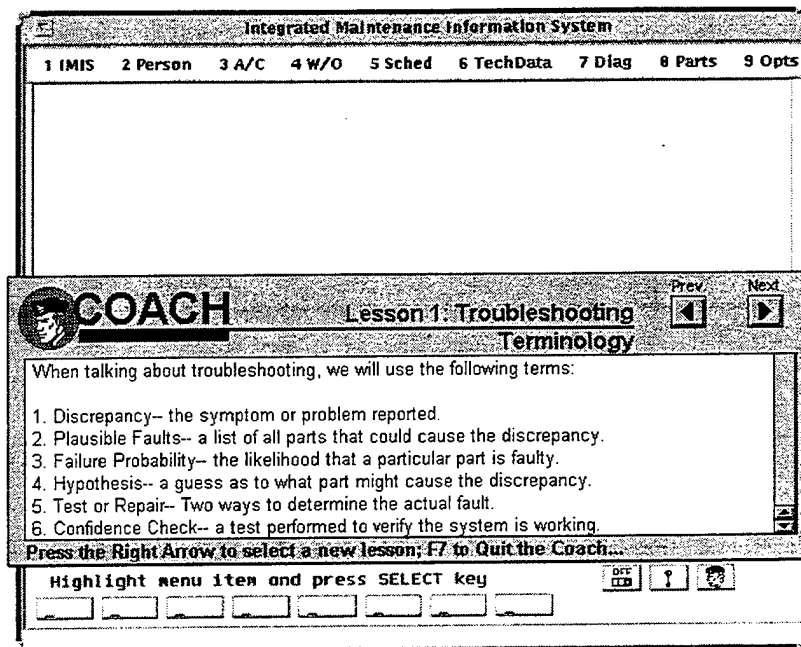 Integrated Maintenance Information System
1 IMIS 2 Person 3 A/C 4 W/O 5 Sched 6 TechData 7 Diag 8 Parts 9 Opts
COACH
Prev Next
Lesson 1: Troubleshooting
Terminology
When talking about troubleshooting, we will use the following terms:
1. Discrepancy-- the symptom or problem reported.
2. Plausible Faults-- a list of all parts that could cause the discrepancy.
3. Failure Probability-- the likelihood that a particular part is faulty.
4. Hypothesis-- a guess as to what part might cause the discrepancy.
5. Test or Repair-- Two ways to determine the actual fault.
6. Confidence Check-- a test performed to verify the system is working.
Press the Right Arrow to select a new lesson; F7 to Quit the Coach...
Highlight menu item and press SELECT key
OFF